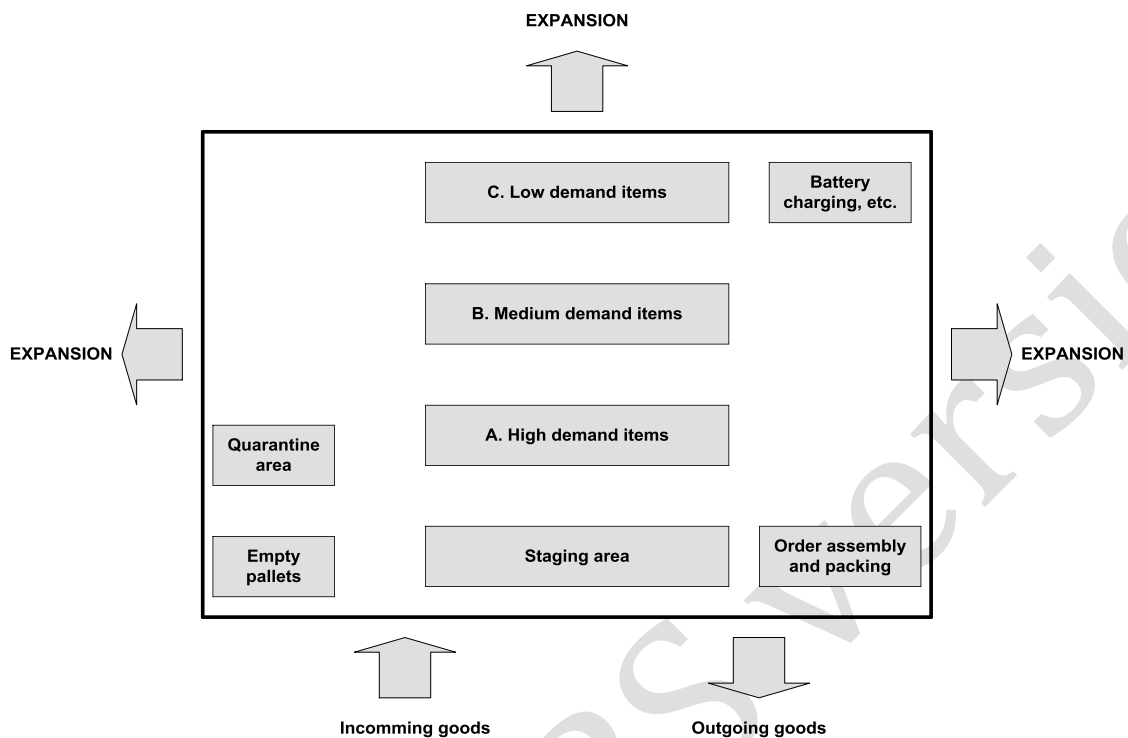 EXPANSION
C. Low demand items
Battery
charging, etc.
B. Medium demand items
EXPANSION
EXPANSION
A. High demand items
Quarantine
area
Empty
pallets
Staging area
Order assembly
and packing
Incomming goods
Outgoing goods